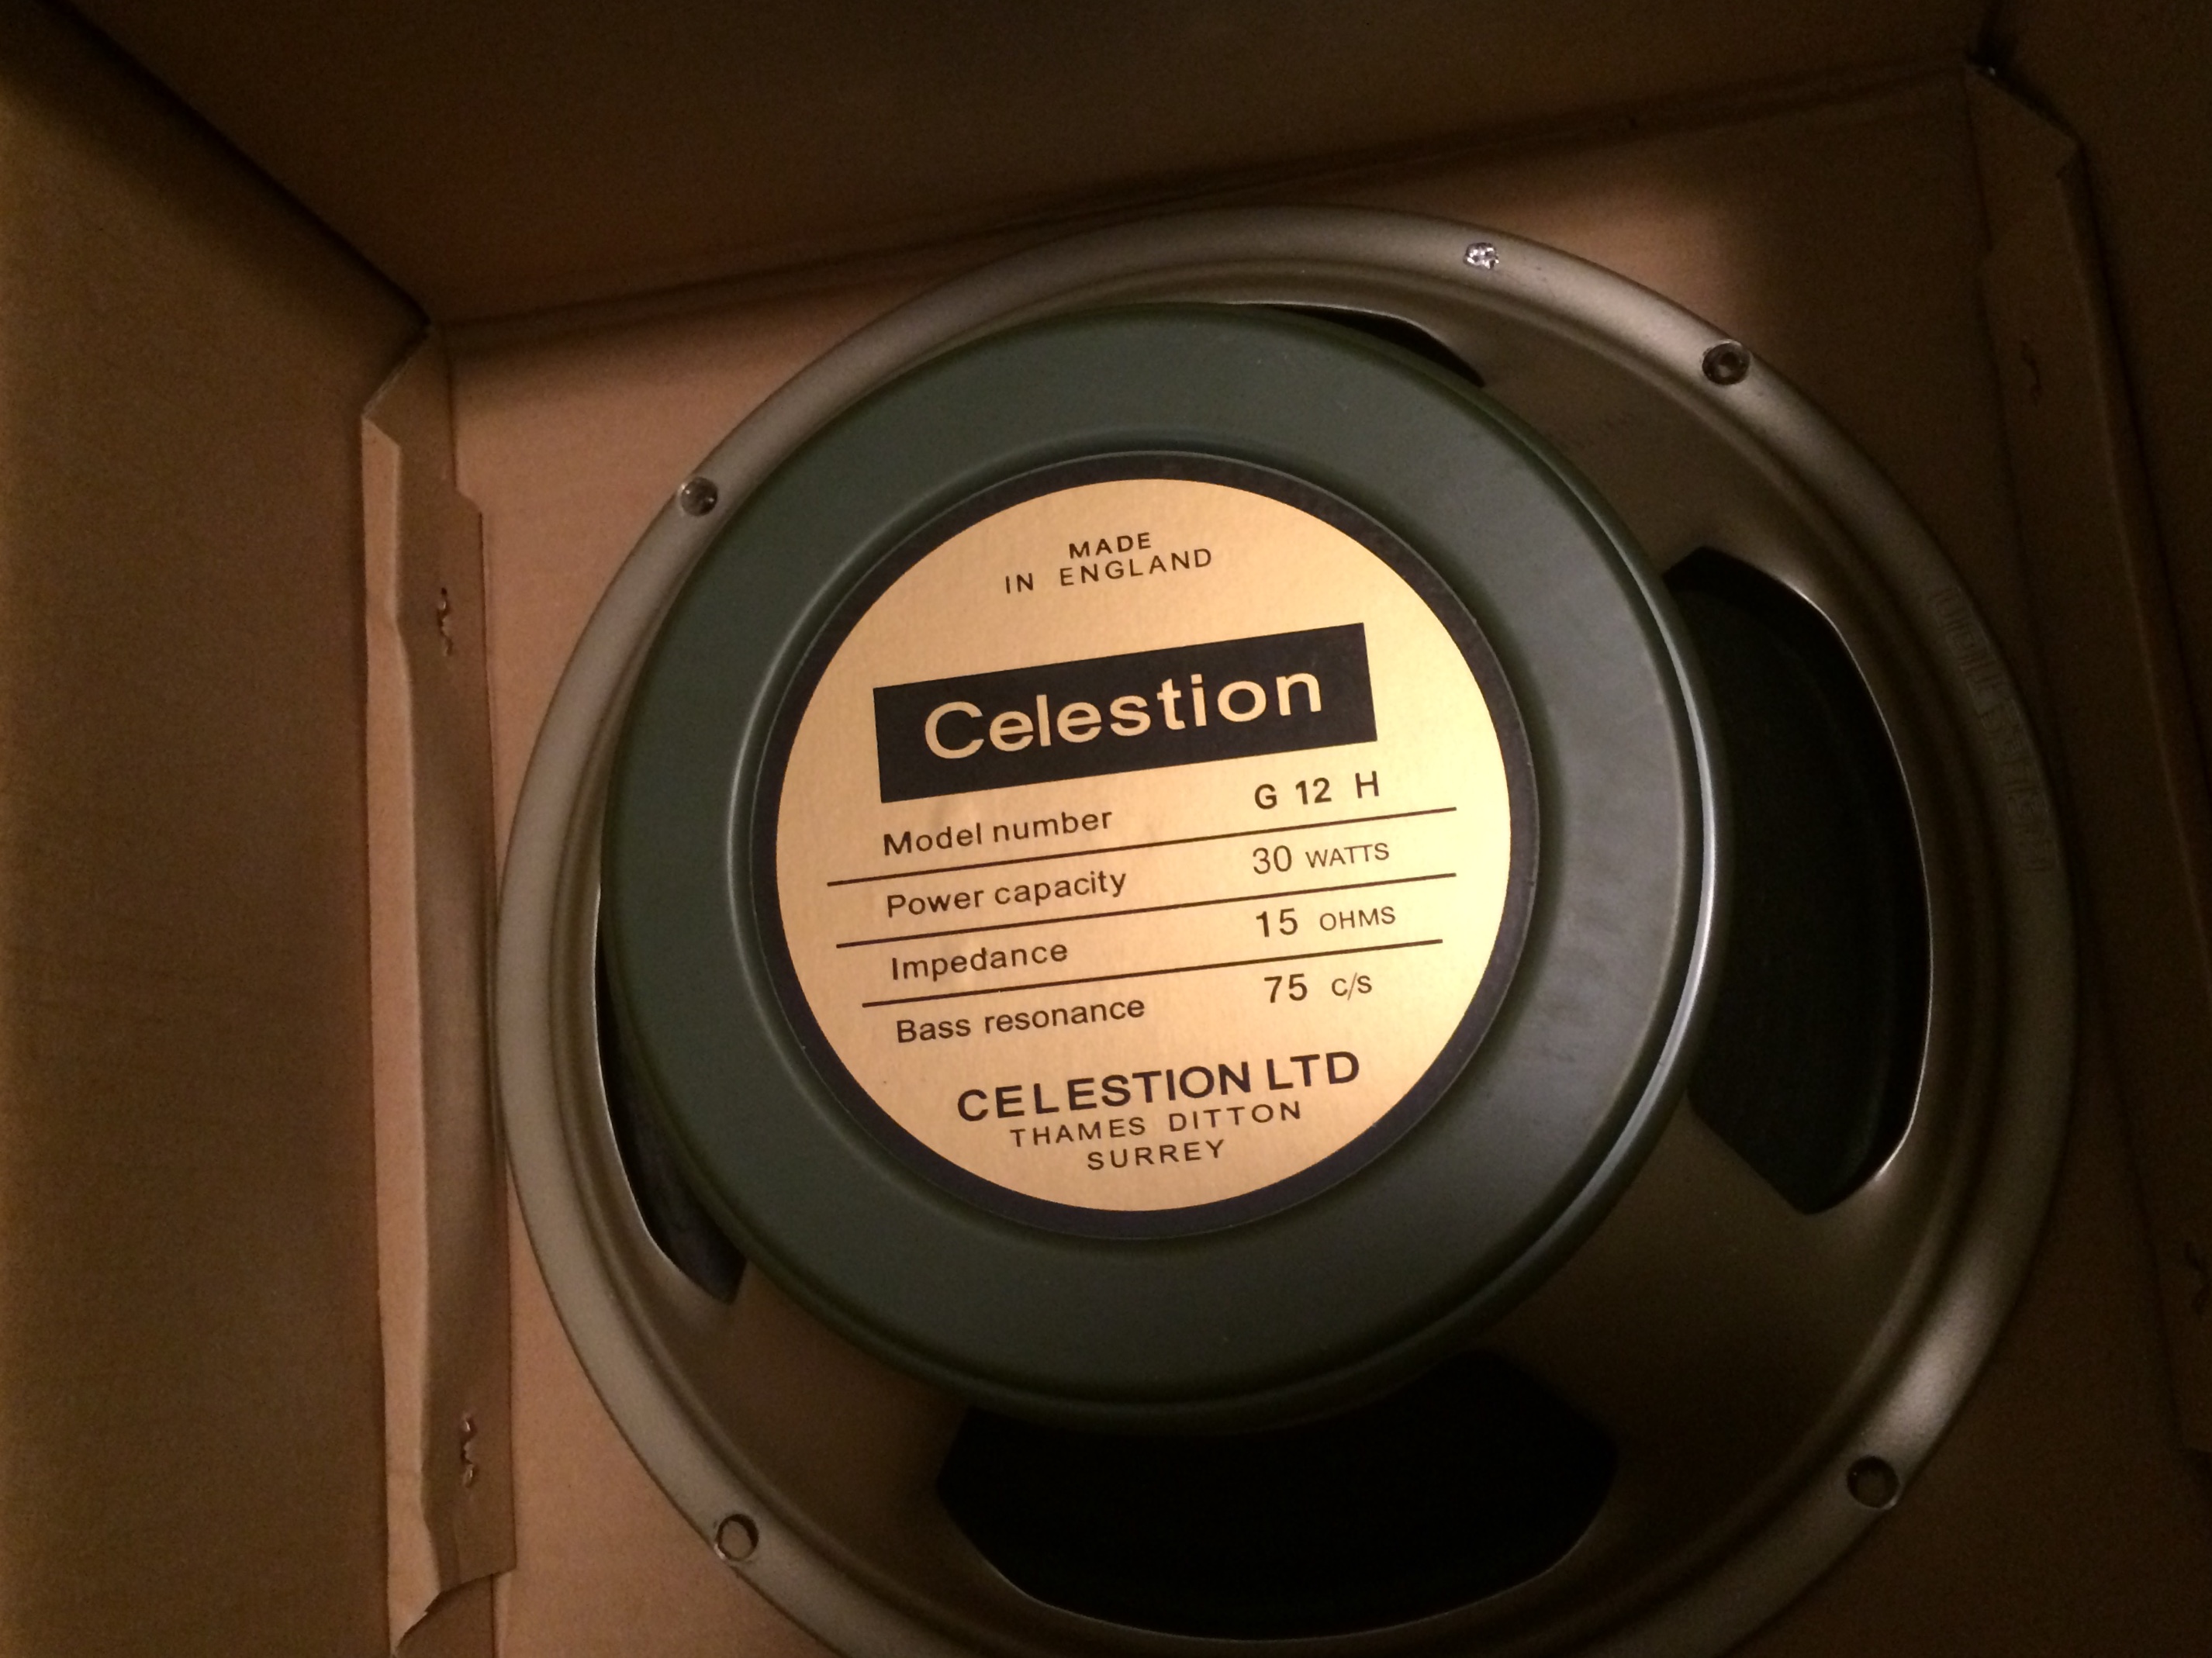 MADE
IN ENGLAND
Celestion
Model number G 12 H
Power capacity 30 WATTS
Impedance 15 OHMS
Bass resonance 75 c/s
CELESTION LTD
THAMES DITTON
SURREY